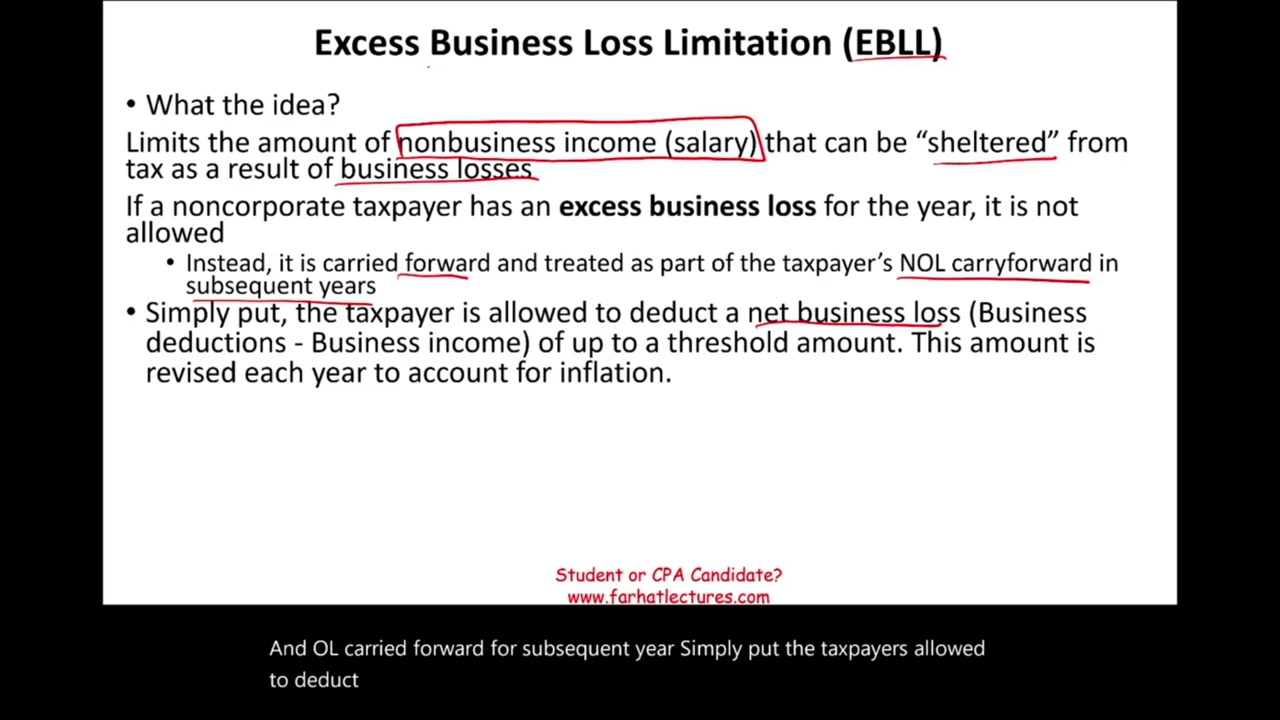 Excess Business Loss Limitation (EBLL)
• What the idea?
Limits the amount of nonbusiness income (salary) that can be “sheltered” from
tax as a result of business losses
If a noncorporate taxpayer has an excess business loss for the year, it is not
allowed
• Instead, it is carried forward and treated as part of the taxpayer’s NOL carryforward in
subsequent years
• Simply put, the taxpayer is allowed to deduct a net business loss (Business
deductions - Business income) of up to a threshold amount. This amount is
revised each year to account for inflation.
Student or CPA Candidate?
www.farhatlectures.com
And OL carried forward for subsequent year Simply put the taxpayers allowed
to deduct